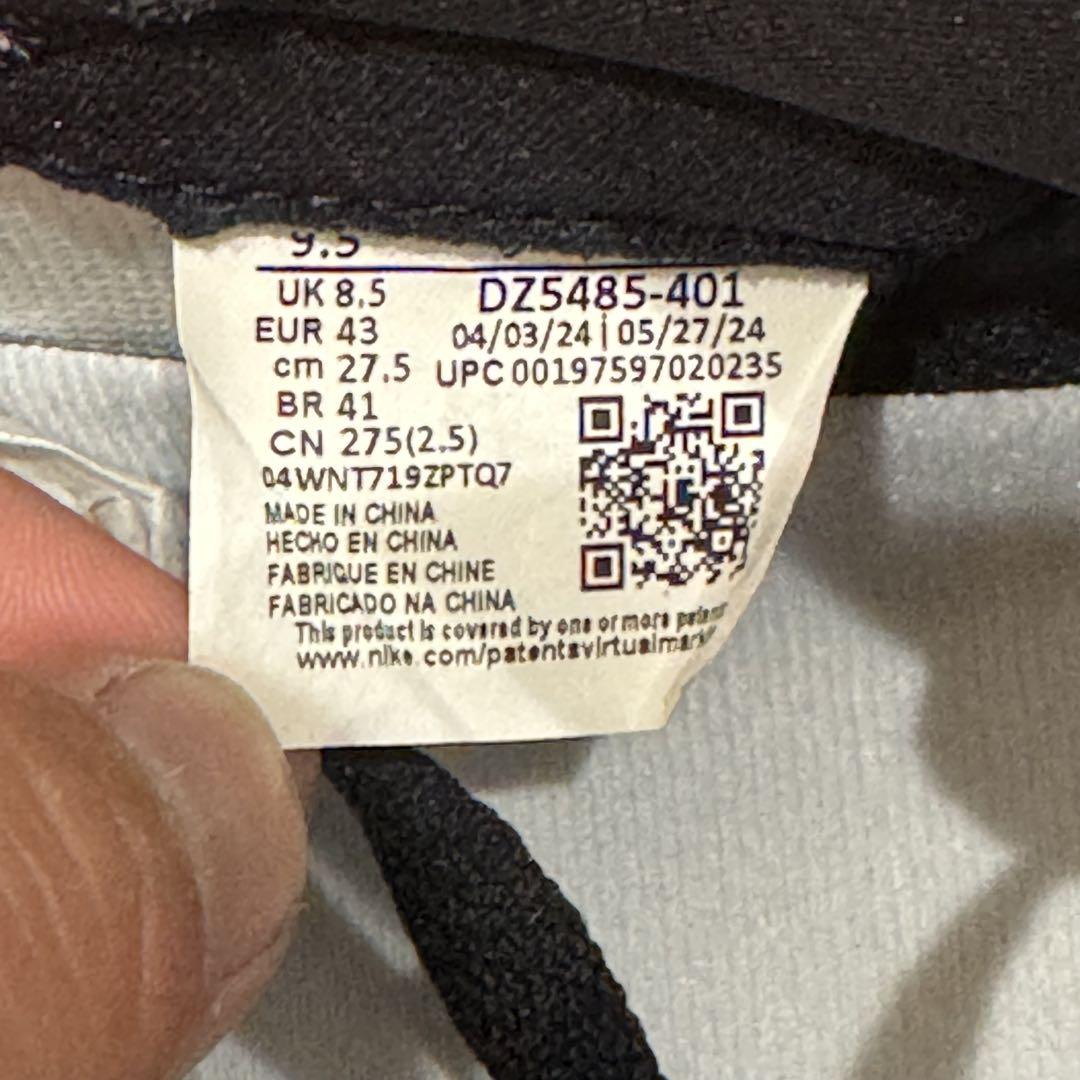 9.5
UK 8.5
EUR 43
cm 27.5
BR 41
CN 275(2.5)
DZ5485-401
04/03/24 | 05/27/24
UPC 00197597020235
04WNT719ZPTQ7
MADE IN CHINA
HECHO EN CHINA
FABRIQUE EN CHINE
FABRICADO NA CHINA
This product is covered by one or more
www.nike.com/patentsvirtualmark